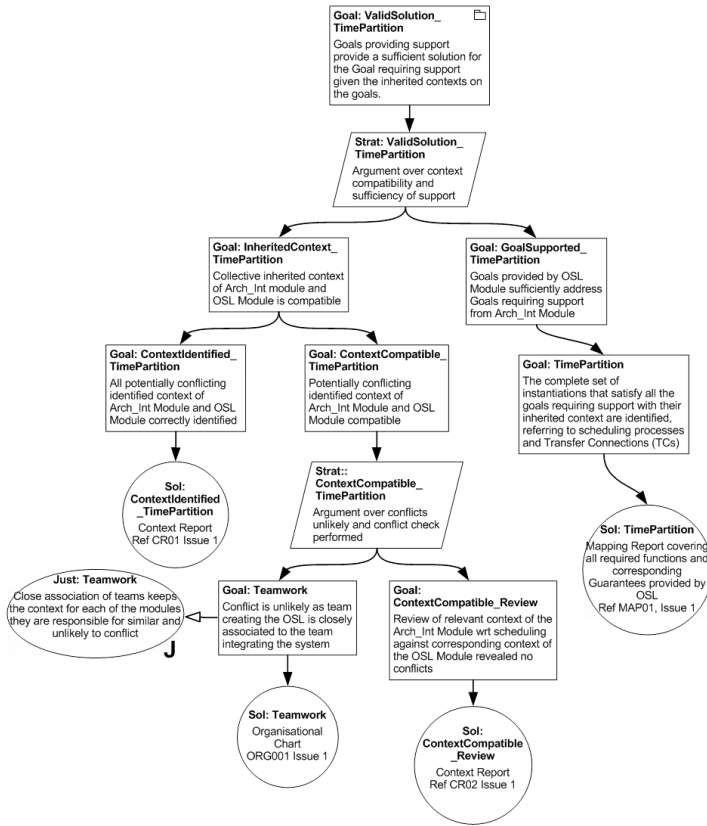 Goal: ValidSolution_
TimePartition
Goals providing support
provide a sufficient solution for
the Goal requiring support
given the inherited contexts on
the goals.
Strat: ValidSolution_
TimePartition
Argument over context
compatibility and
sufficiency of support
Goal: InheritedContext_
TimePartition
Collective inherited context
of Arch_Int module and
OSL Module is compatible
Goal: GoalSupported_
TimePartition
Goals provided by OSL
Module sufficiently address
Goals requiring support
from Arch_Int Module
Goal: ContextIdentified_
TimePartition
All potentially conflicting
identified context of
Arch_Int Module and OSL
Module correctly identified
Goal: ContextCompatible_
TimePartition
Potentially conflicting
identified context of
Arch_Int Module and OSL
Module compatible
Goal: TimePartition
The complete set of
instantiations that satisfy all the
goals requiring support with their
inherited context are identified,
referring to scheduling processes
and Transfer Connections (TCs)
Sol:
ContextIdentified
_TimePartition
Context Report
Ref CR01 Issue 1
Strat::
ContextCompatible_
TimePartition
Argument over conflicts
unlikely and conflict check
performed
Sol: TimePartition
Mapping Report covering
all required functions and
corresponding
Guarantees provided by
OSL
Ref MAP01, Issue 1
Just: Teamwork
Close association of teams keeps
the context for each of the modules
they are responsible for similar and
unlikely to conflict
J
Goal: Teamwork
Conflict is unlikely as team
creating the OSL is closely
associated to the team
integrating the system
Goal:
ContextCompatible_Review
Review of relevant context of the
Arch_Int Module wrt scheduling
against corresponding context of
the OSL Module revealed no
conflicts
Sol: Teamwork
Organisational
Chart
ORG001 Issue 1
Sol:
ContextCompatible
_Review
Context Report
Ref CR02 Issue 1